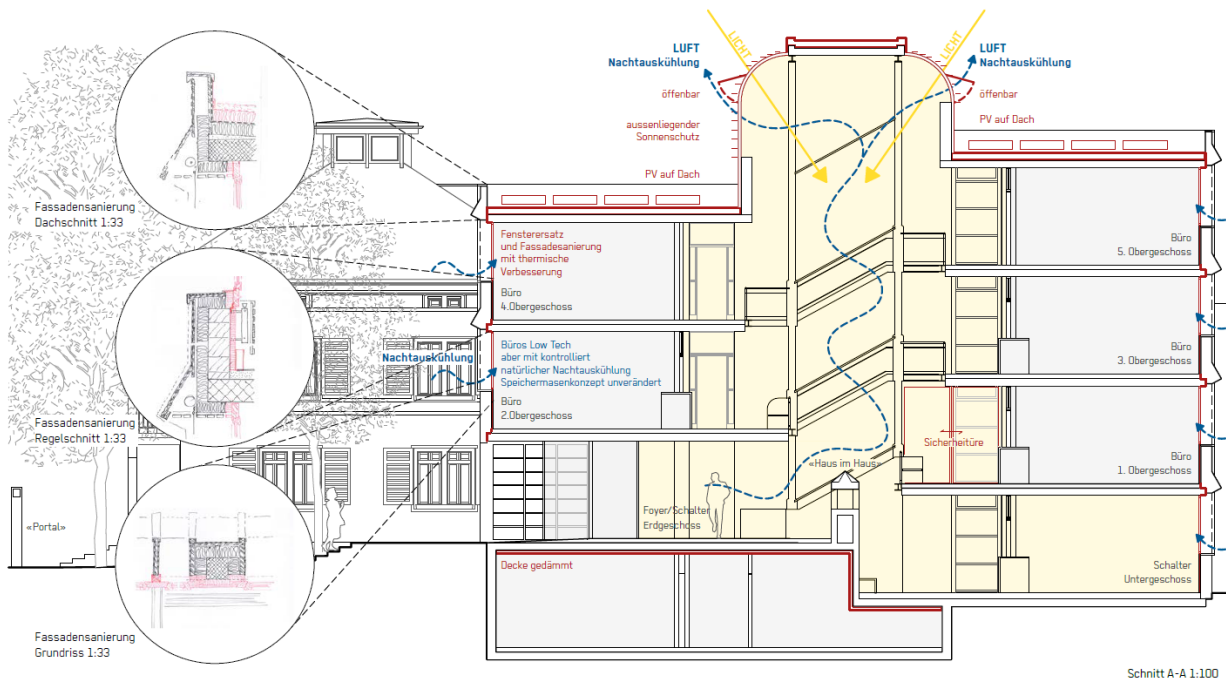 LICHT
LICHT
LUFT
Nachtauskühlung
LUFT
Nachtauskühlung
öffenbar
öffenbar
aussenliegender
Sonnenschutz
PV auf Dach
PV auf Dach
Fassadensanierung
Dachschnitt 1:33
Fensterersatz
und Fassadesanierung
mit thermische
Verbesserung
Büro
4.Obergeschoss
Büro
5. Obergeschoss
Nachtauskühlung
Büros Low Tech
aber mit kontrolliert
natürlicher Nachtauskühlung
Speichermasenkonzept unverändert
Büro
2.Obergeschoss
Büro
3. Obergeschoss
Fassadensanierung
Regelschnitt 1:33
Sicherheitüre
«Haus im Haus»
Büro
1. Obergeschoss
«Portal»
Foyer/Schalter
Erdgeschoss
Decke gedämmt
Schalter
Untergeschoss
Fassadensanierung
Grundriss 1:33
Schnitt A-A 1:100